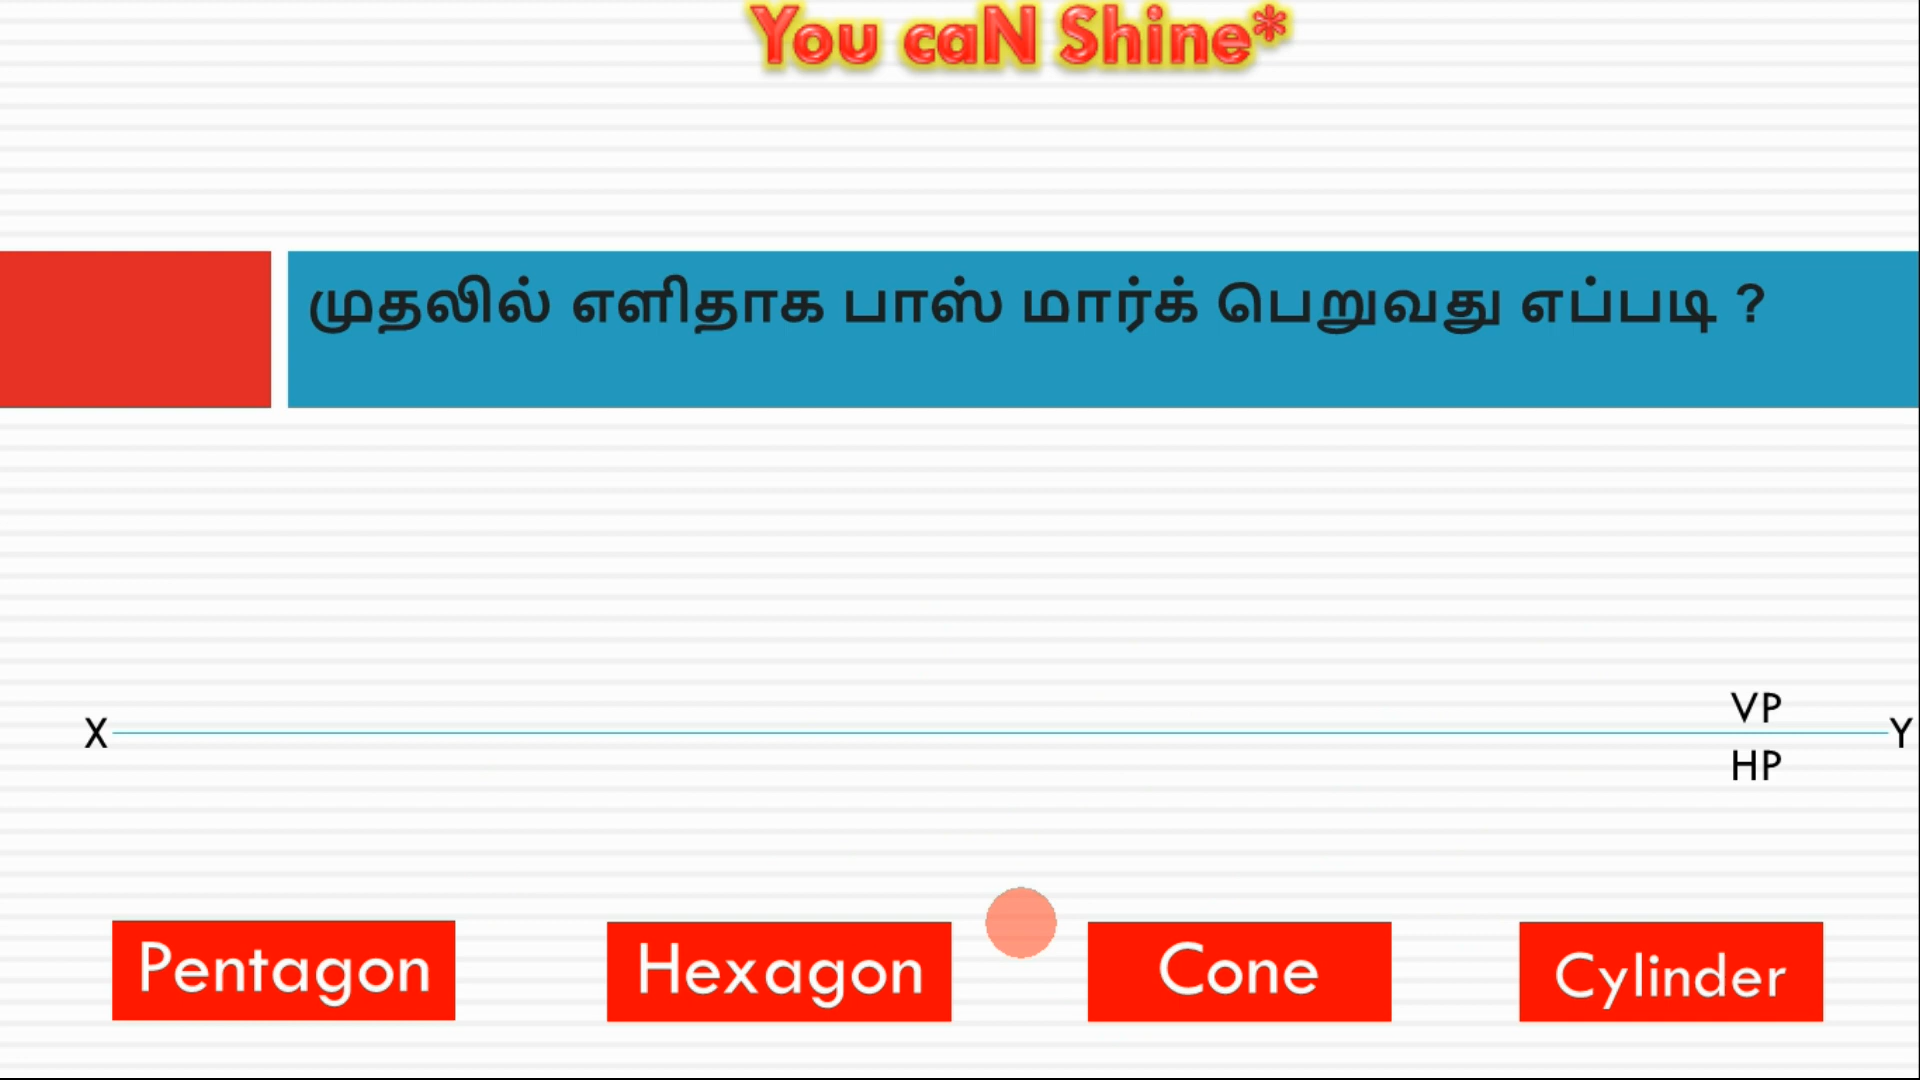 You caN Shine*
முதலில் எளிதாக பாஸ் மார்க் பெறுவது எப்படி ?
VP
X Y
HP
Pentagon Hexagon Cone Cylinder